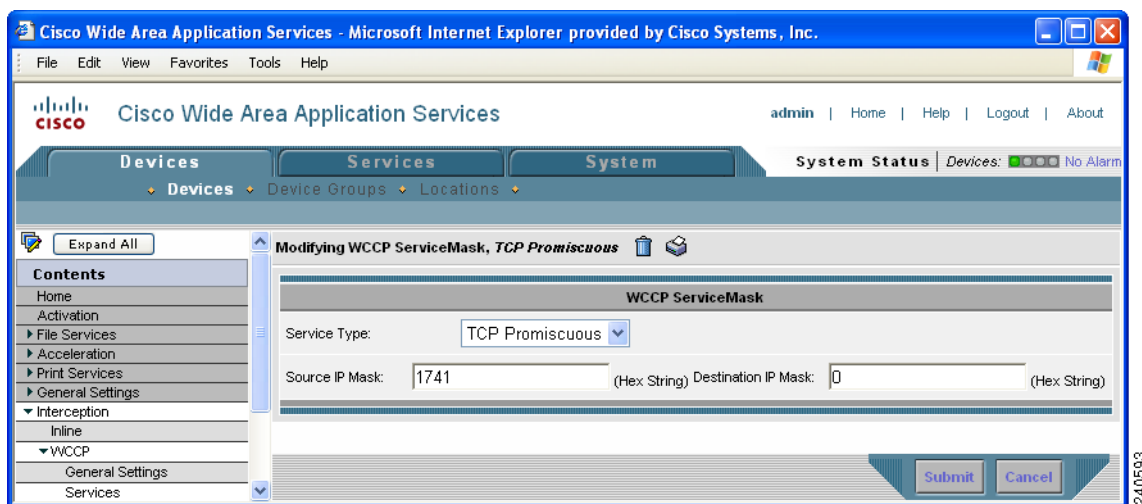 Cisco Wide Area Application Services - Microsoft Internet Explorer provided by Cisco Systems, Inc.
File Edit View Favorites Tools Help
CISCO Cisco Wide Area Application Services admin | Home | Help | Logout | About
Devices Services System System Status | Devices: No Alarm
Devices Device Groups Locations
Expand All
Modifying WCCP ServiceMask, TCP Promiscuous
Contents
Home
Activation
File Services
Acceleration
Print Services
General Settings
Interception
Inline
WCCP
General Settings
Services
WCCP ServiceMask
Service Type: TCP Promiscuous
Source IP Mask: 1741 (Hex String) Destination IP Mask: 0 (Hex String)
Submit Cancel